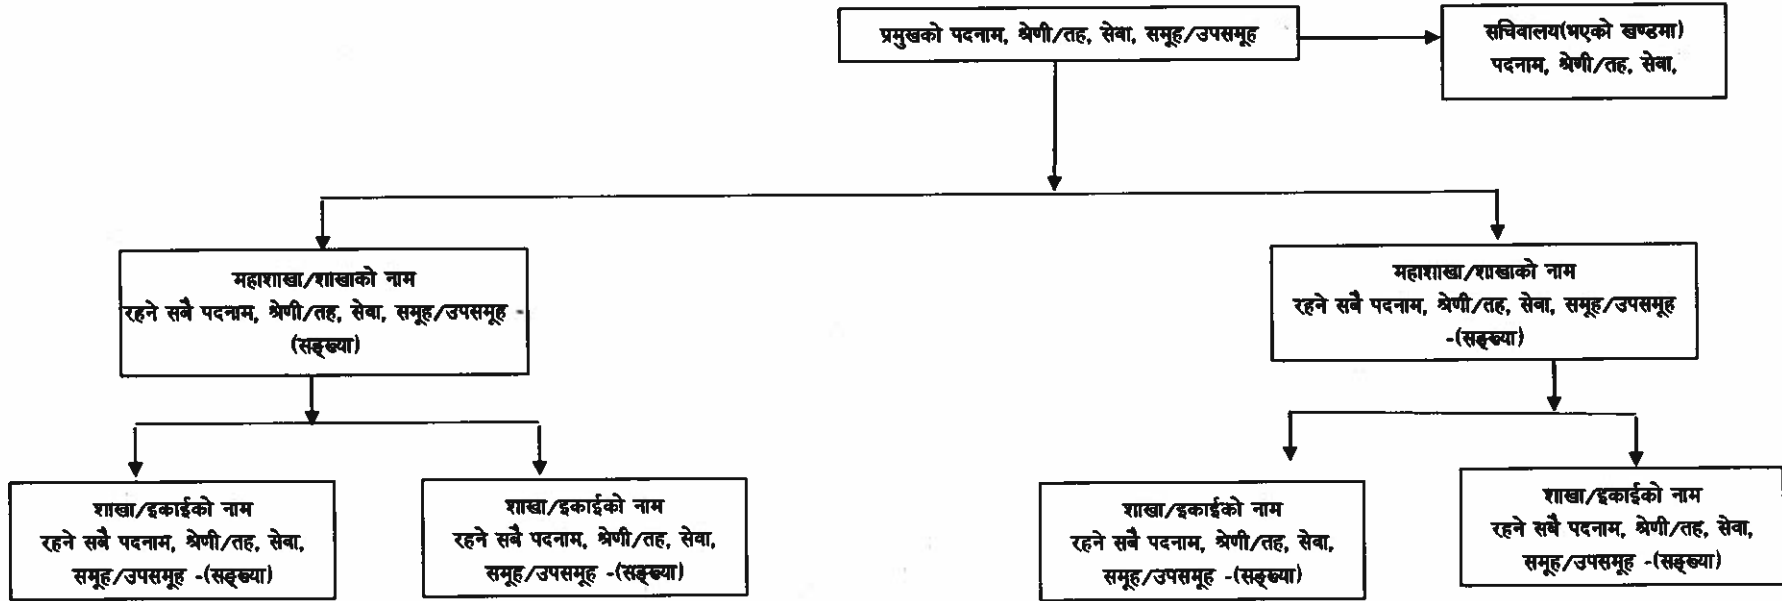 प्रमुखको पदनाम, श्रेणी/तह, सेवा, समूह/उपसमूह
सचिवालय(भएको खण्डमा)
पदनाम, श्रेणी/तह, सेवा,
महाशाखा/शाखाको नाम
रहने सबै पदनाम, श्रेणी/तह, सेवा, समूह/उपसमूह -
(सङ्ख्या)
महाशाखा/शाखाको नाम
रहने सबै पदनाम, श्रेणी/तह, सेवा, समूह/उपसमूह
-(सङ्ख्या)
शाखा/इकाईको नाम
रहने सबै पदनाम, श्रेणी/तह, सेवा,
समूह/उपसमूह -(सङ्ख्या)
शाखा/इकाईको नाम
रहने सबै पदनाम, श्रेणी/तह, सेवा,
समूह/उपसमूह -(सङ्ख्या)
शाखा/इकाईको नाम
रहने सबै पदनाम, श्रेणी/तह, सेवा,
समूह/उपसमूह -(सङ्ख्या)
शाखा/इकाईको नाम
रहने सबै पदनाम, श्रेणी/तह, सेवा,
समूह/उपसमूह -(सङ्ख्या)